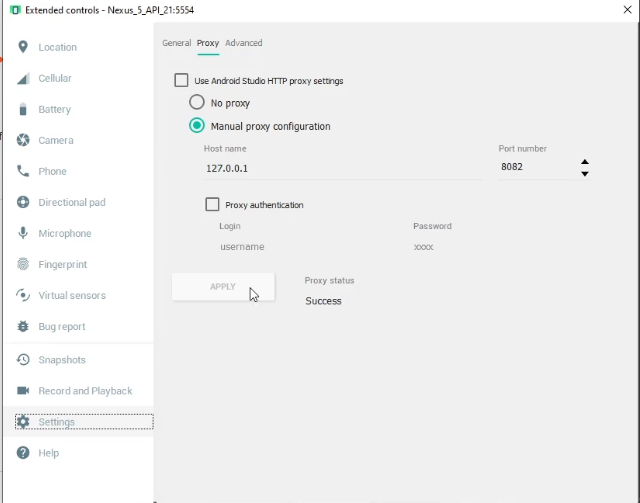 Extended controls - Nexus_5_API_21:5554
Location
Cellular
Battery
Camera
Phone
Directional pad
Microphone
Fingerprint
Virtual sensors
Bug report
Snapshots
Record and Playback
Settings
Help
General Proxy Advanced
Use Android Studio HTTP proxy settings
No proxy
Manual proxy configuration
Host name Port number
127.0.0.1 8082
Proxy authentication
Login Password
username xxxx
APPLY Proxy status
Success